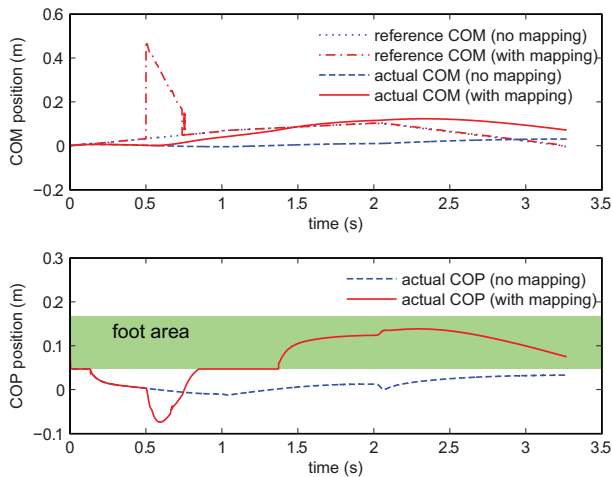 0.6
0.4
0.2
0
−0.2
COM position (m)
reference COM (no mapping)
reference COM (with mapping)
actual COM (no mapping)
actual COM (with mapping)
0 0.5 1 1.5 2 2.5 3 3.5
time (s)
0.3
0.2
0.1
0
−0.1
COP position (m)
actual COP (no mapping)
actual COP (with mapping)
foot area
0 0.5 1 1.5 2 2.5 3 3.5
time (s)